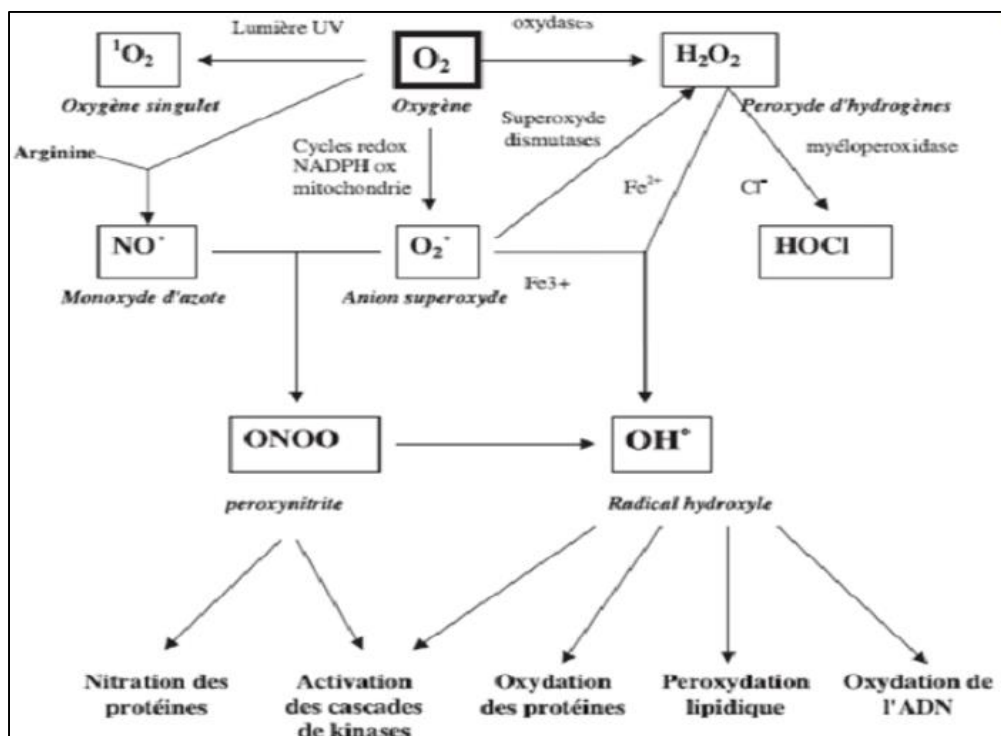 Lumière UV
oxydases
¹O₂
O₂
H₂O₂
Oxygène singulet
Oxygène
Peroxyde d'hydrogènes
Arginine
Cycles redox
NADPH ox
mitochondrie
Superoxyde
dismutases
myéloperoxidase
Fe²⁺
Cl⁻
NO·
O₂·
HOCl
Monoxyde d'azote
Anion superoxyde
Fe3+
ONOO
OH°
peroxynitrite
Radical hydroxyle
Nitration des
protéines
Activation
des cascades
de kinases
Oxydation
des protéines
Peroxydation
lipidique
Oxydation de
l'ADN